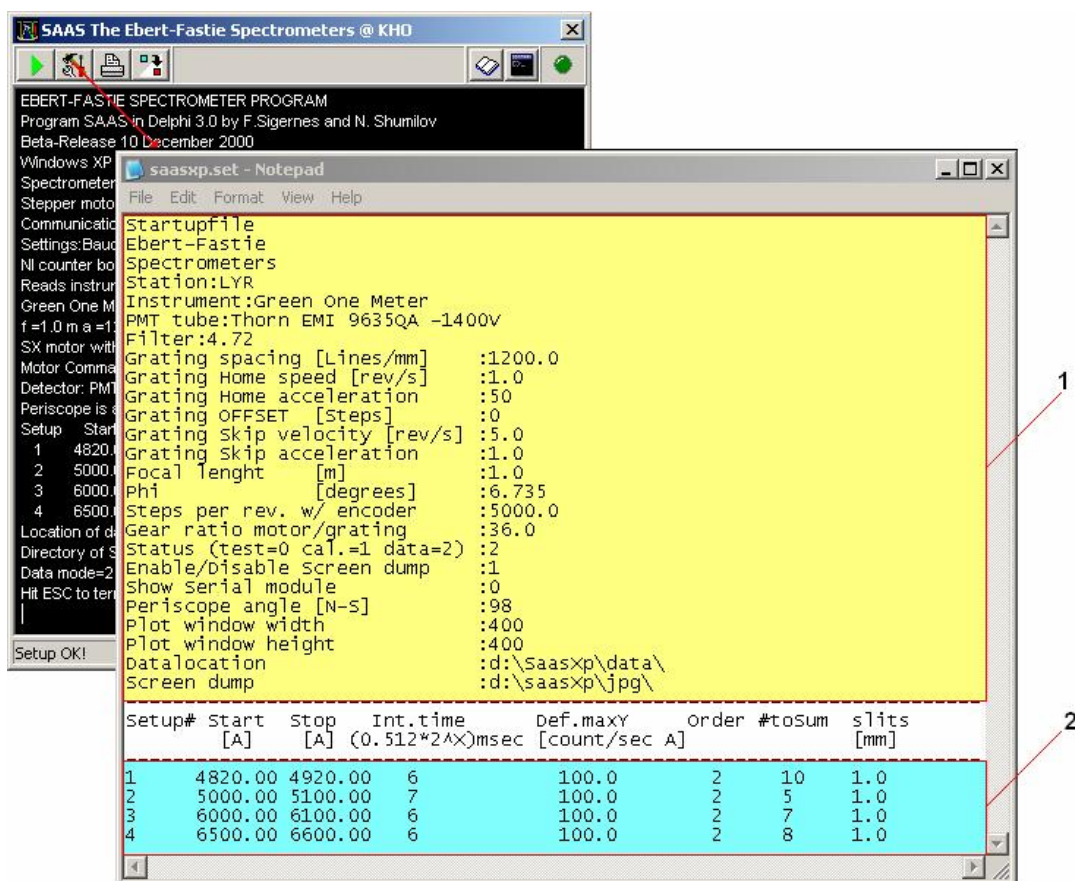 SAAS The Ebert-Fastie Spectrometers @ KHO
EBERT-FASTIE SPECTROMETER PROGRAM
Program SAAS in Delphi 3.0 by F.Sigernes and N. Shumilov
Beta-Release 10 December 2000
Windows XP
Spectrometer
Stepper moto
Communicatic
Settings:Baud
NI counter bo
Reads instrur
Green One M
f =1.0 m a =1
SX motor with
Motor Comma
Detector: PMT
Periscope is a
Setup Start
1 4820.
2 5000.
3 6000.
4 6500.
Location of d
Directory of S
Data mode=2
Hit ESC to ter
Setup OK!
saasxp.set - Notepad
File Edit Format View Help
Startupfile
Ebert-Fastie
Spectrometers
Station:LYR
Instrument:Green One Meter
PMT tube:Thorn EMI 9635QA -1400V
Filter:4.72
Grating spacing [Lines/mm] :1200.0
Grating Home speed [rev/s] :1.0
Grating Home acceleration :50
Grating OFFSET [Steps] :0
Grating Skip velocity [rev/s] :5.0
Grating Skip acceleration :1.0
Focal lenght [m] :1.0
Phi [degrees] :6.735
Steps per rev. w/ encoder :5000.0
Gear ratio motor/grating :36.0
Status (test=0 cal.=1 data=2) :2
Enable/Disable Screen dump :1
Show Serial module :0
Periscope angle [N-S] :98
Plot window width :400
Plot window height :400
Datalocation :d:\SaasXp\data\
Screen dump :d:\saasxp\jpg\
Setup# Start Stop Int.time Def.maxY Order #toSum slits
[A] [A] (0.512*2^X)msec [count/sec A] [mm]
1 4820.00 4920.00 6 100.0 2 10 1.0
2 5000.00 5100.00 7 100.0 2 5 1.0
3 6000.00 6100.00 6 100.0 2 7 1.0
4 6500.00 6600.00 6 100.0 2 8 1.0
1
2